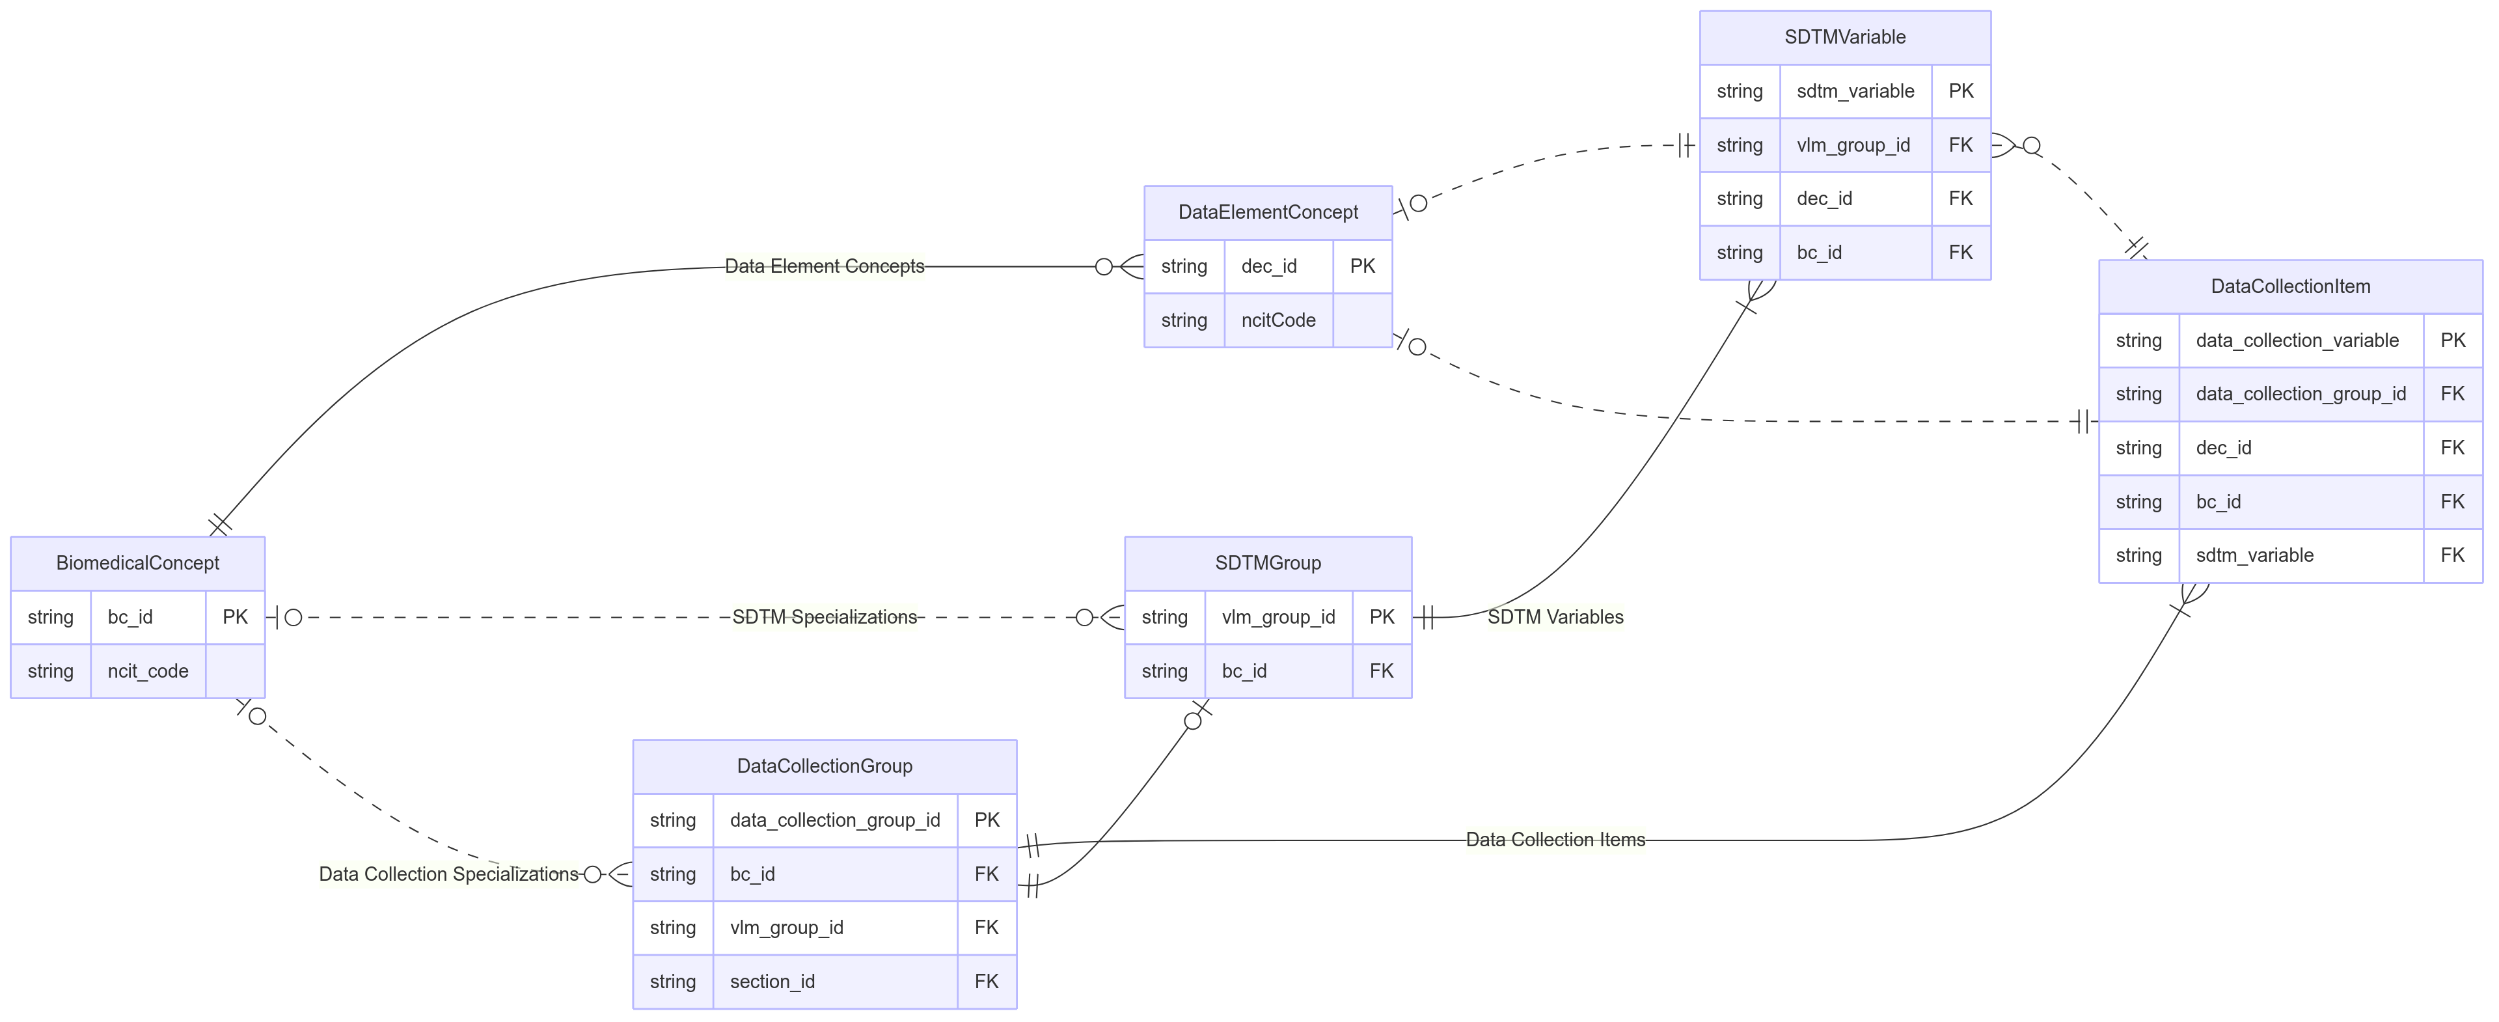 SDTMVariable
string sdtm_variable PK
string vlm_group_id FK
string dec_id FK
string bc_id FK
DataElementConcept
string dec_id PK
string ncitCode
Data Element Concepts
DataCollectionItem
string data_collection_variable PK
string data_collection_group_id FK
string dec_id FK
string bc_id FK
string sdtm_variable FK
BiomedicalConcept
string bc_id PK
string ncit_code
SDTM Specializations
SDTMGroup
string vlm_group_id PK
string bc_id FK
SDTM Variables
DataCollectionGroup
string data_collection_group_id PK
string bc_id FK
string vlm_group_id FK
string section_id FK
Data Collection Items
Data Collection Specializations